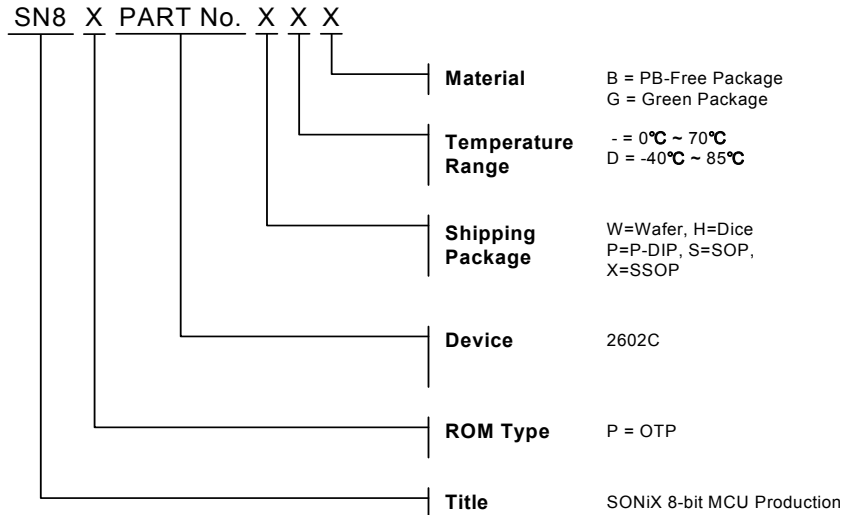 SN8 X PART No. X X X
Material B = PB-Free Package
G = Green Package
Temperature Range - = 0℃ ~ 70℃
D = -40℃ ~ 85℃
Shipping Package W=Wafer, H=Dice
P=P-DIP, S=SOP,
X=SSOP
Device 2602C
ROM Type P = OTP
Title SONiX 8-bit MCU Production